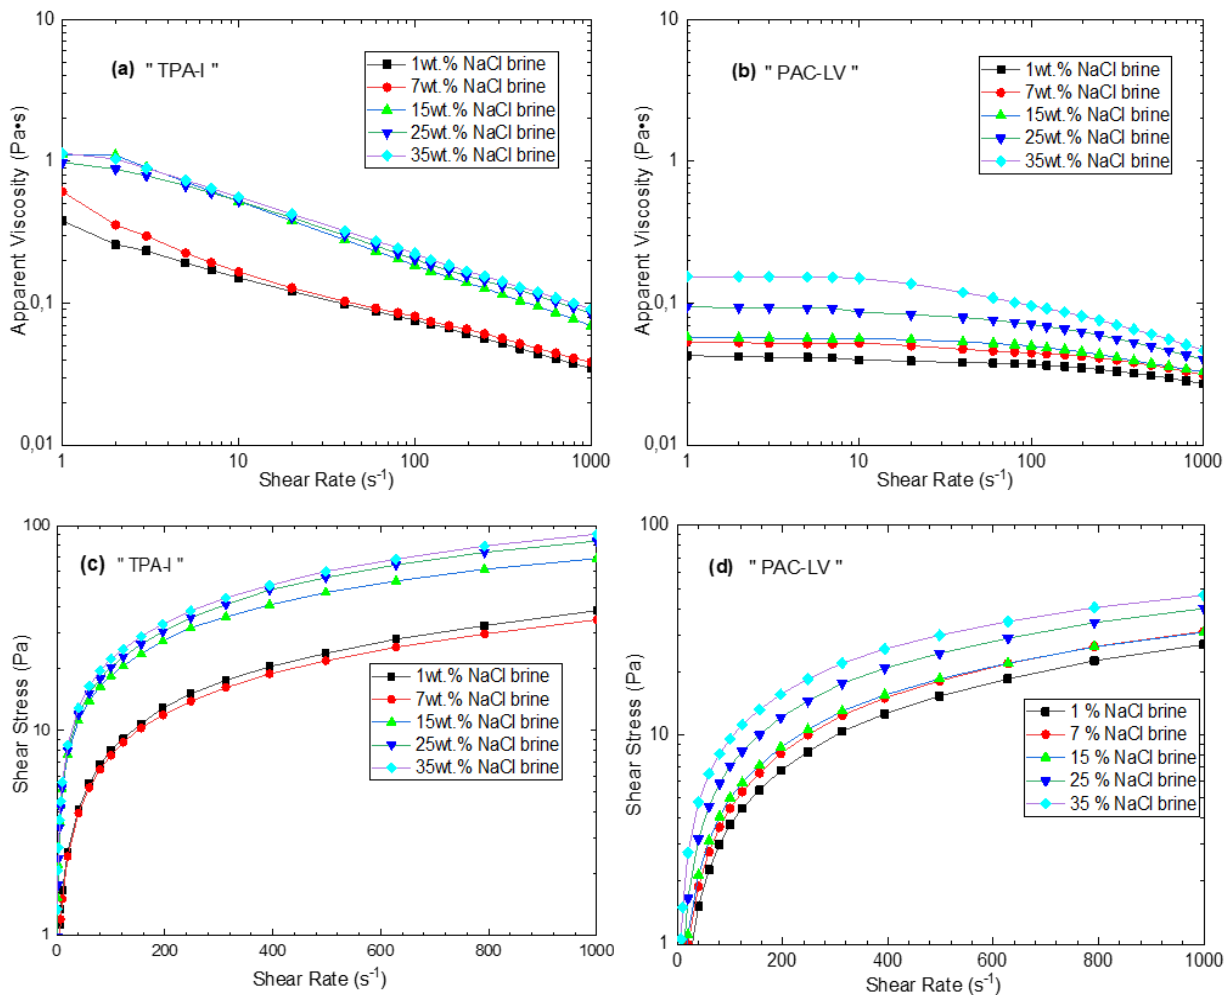 (a) " TPA-I "
1wt.% NaCl brine
7wt.% NaCl brine
15wt.% NaCl brine
25wt.% NaCl brine
35wt.% NaCl brine
Apparent Viscosity (Pa•s)
10
1
0,1
0,01
1 10 100 1000
Shear Rate (s⁻¹)
(b) " PAC-LV "
1wt.% NaCl brine
7wt.% NaCl brine
15wt.% NaCl brine
25wt.% NaCl brine
35wt.% NaCl brine
Apparent Viscosity (Pa•s)
10
1
0,1
0,01
1 10 100 1000
Shear Rate (s⁻¹)
(c) " TPA-I "
1wt.% NaCl brine
7wt.% NaCl brine
15wt.% NaCl brine
25wt.% NaCl brine
35wt.% NaCl brine
Shear Stress (Pa)
100
10
1
0 200 400 600 800 1000
Shear Rate (s⁻¹)
(d) " PAC-LV "
1 % NaCl brine
7 % NaCl brine
15 % NaCl brine
25 % NaCl brine
35 % NaCl brine
Shear Stress (Pa)
100
10
1
0 200 400 600 800 1000
Shear Rate (s⁻¹)